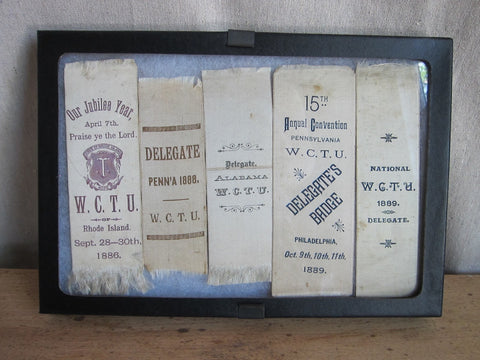 Our Jubilee Year,
April 7th.
Praise ye the Lord.
T
W. C. T. U.
OF
Rhode Island.
Sept. 28—30th,
1886.
DELEGATE
PENN'A 1888.
W. C. T. U.
Delegate.
ALABAMA
W. C. T. U.
15TH
Annual Convention
PENNSYLVANIA
W. C. T. U.
DELEGATE'S
BADGE
PHILADELPHIA,
Oct. 9th, 10th, 11th,
1889.
NATIONAL
W. C. T. U.
1889.
DELEGATE.